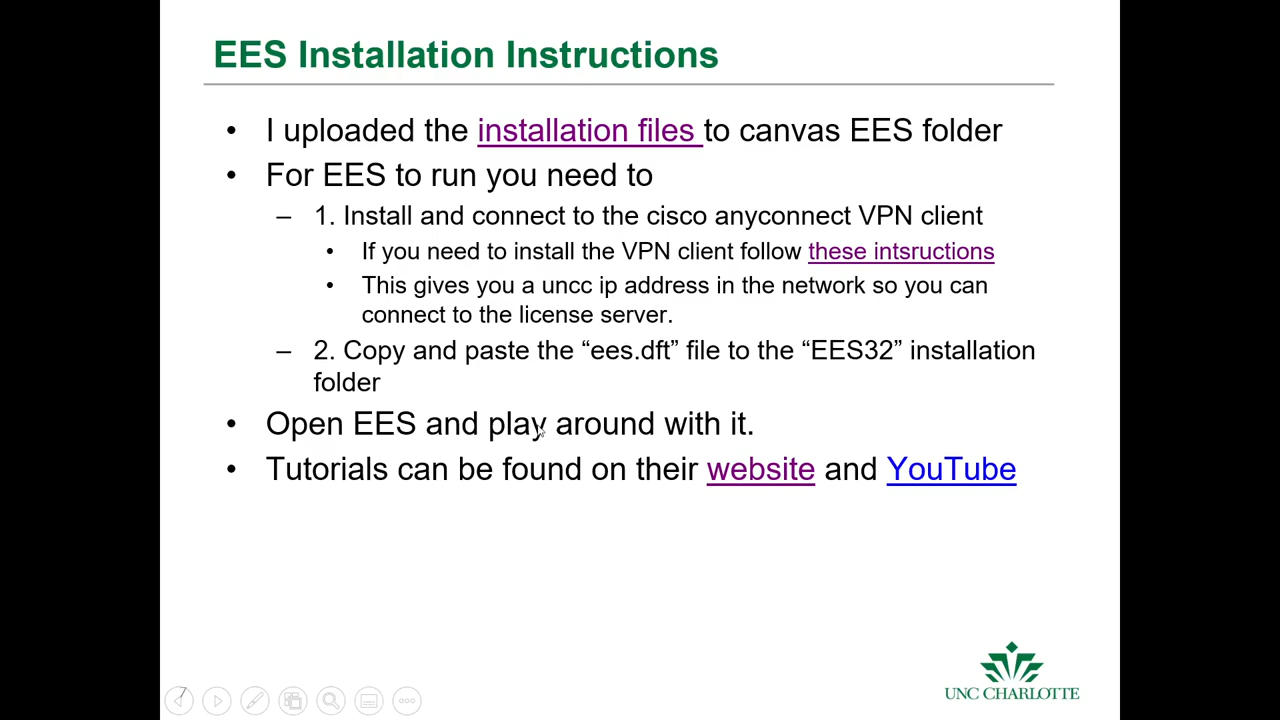 EES Installation Instructions
• I uploaded the installation files to canvas EES folder
• For EES to run you need to
– 1. Install and connect to the cisco anyconnect VPN client
• If you need to install the VPN client follow these intsructions
• This gives you a uncc ip address in the network so you can
connect to the license server.
– 2. Copy and paste the “ees.dft” file to the “EES32” installation
folder
• Open EES and play around with it.
• Tutorials can be found on their website and YouTube
7
UNC CHARLOTTE